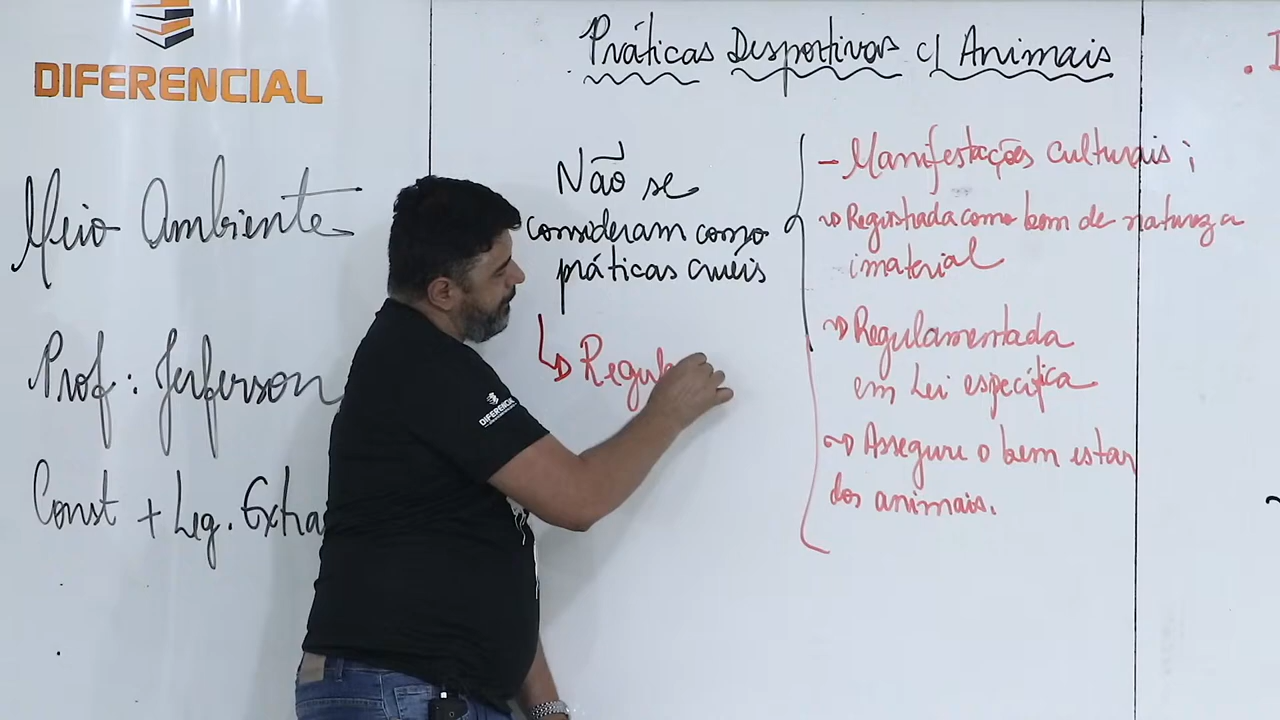 DIFERENCIAL
Meio Ambiente
Prof: Jeferson
Const + Leg. Extra
Práticas Desportivas c/ Animais
Não se
consideram como
práticas cruéis
- Manifestações culturais;
Registrada como bem de natureza
imaterial
Regulamentada
em Lei específica
Assegure o bem estar
dos animais.
DIFERENCIAL